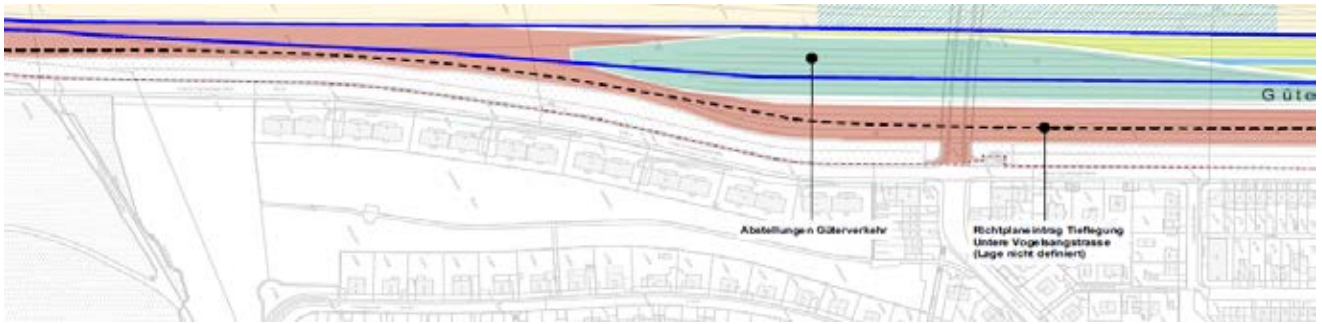 Güte
Abstellungen Güterverkehr
Richtplaneintrag Tieflegung
Untere Vogelsangstrasse
(Lage nicht definiert)